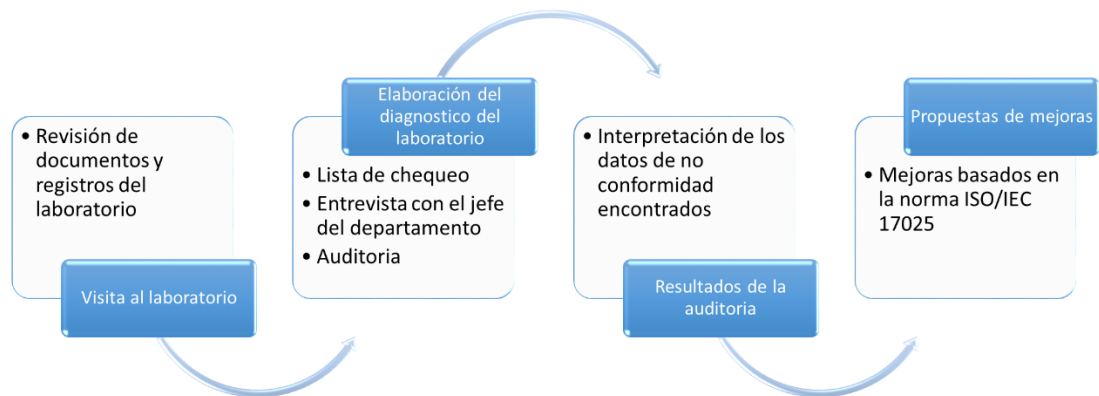 • Revisión de
documentos y
registros del
laboratorio
Visita al laboratorio
Elaboración del
diagnostico del
laboratorio
• Lista de chequeo
• Entrevista con el jefe
del departamento
• Auditoria
• Interpretación de los
datos de no
conformidad
encontrados
Resultados de la
auditoria
Propuestas de mejoras
• Mejoras basados en
la norma ISO/IEC
17025